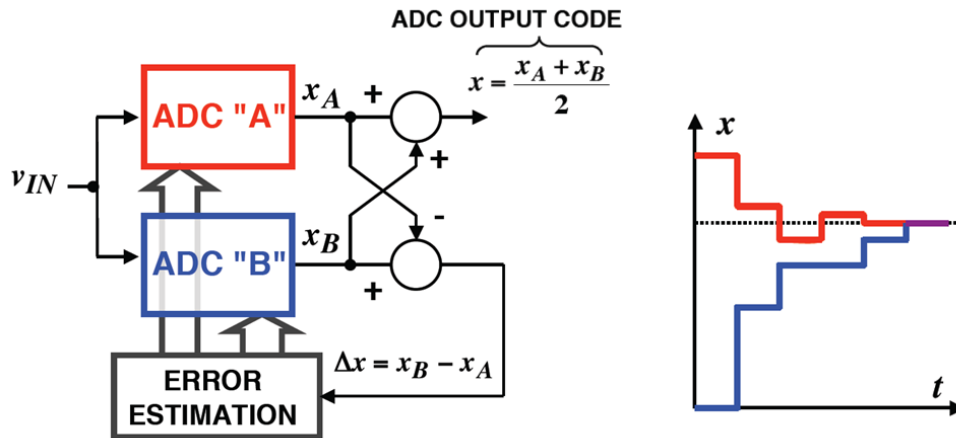 ADC OUTPUT CODE
x = (x_A + x_B) / 2
ADC "A"
x_A
+
+
v_IN
-
ADC "B"
x_B
+
Δx = x_B − x_A
ERROR
ESTIMATION
x
t